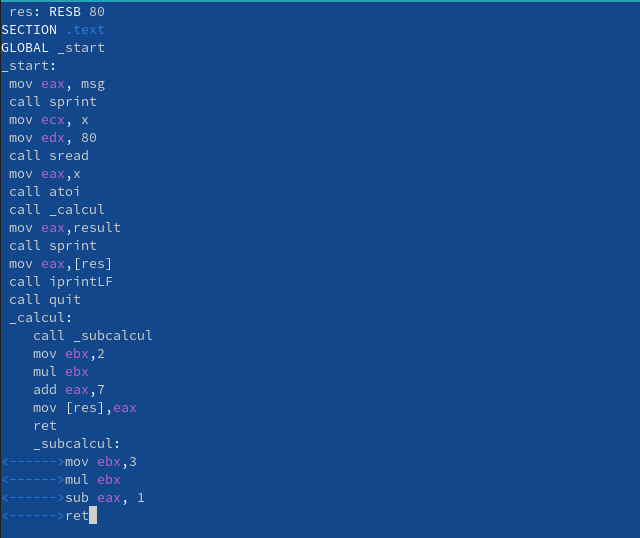 res: RESB 80
SECTION .text
GLOBAL _start
_start:
mov eax, msg
call sprint
mov ecx, x
mov edx, 80
call sread
mov eax,x
call atoi
call _calcul
mov eax,result
call sprint
mov eax,[res]
call iprintLF
call quit
_calcul:
call _subcalcul
mov ebx,2
mul ebx
add eax,7
mov [res],eax
ret
_subcalcul:
<------>mov ebx,3
<------>mul ebx
<------>sub eax, 1
<------>ret